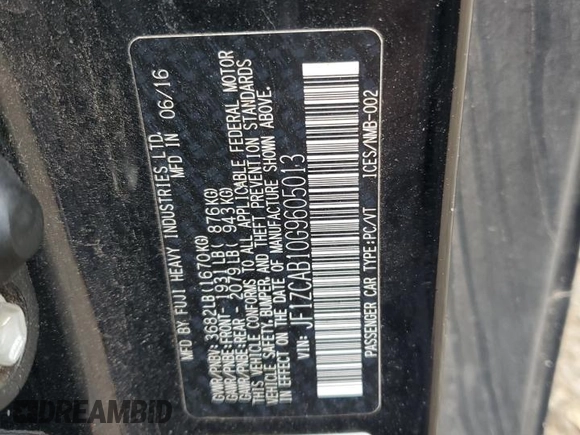 MFD BY FUJI HEAVY INDUSTRIES LTD.
MFD IN 06/16
GVWR/PNBV: 3682LB(1670KG)
GAWR/PNBE:FRONT- 1931LB( 876KG)
GAWR/PNBE:REAR - 2079LB( 943KG)
THIS VEHICLE CONFORMS TO ALL APPLICABLE FEDERAL MOTOR
VEHICLE SAFETY,BUMPER,AND THEFT PREVENTION STANDARDS
IN EFFECT ON THE DATE OF MANUFACTURE SHOWN ABOVE.
VIN: JF1ZCAB10G9605013
PASSENGER CAR TYPE:PC/VT ICES/NMB-002
DREAMBID